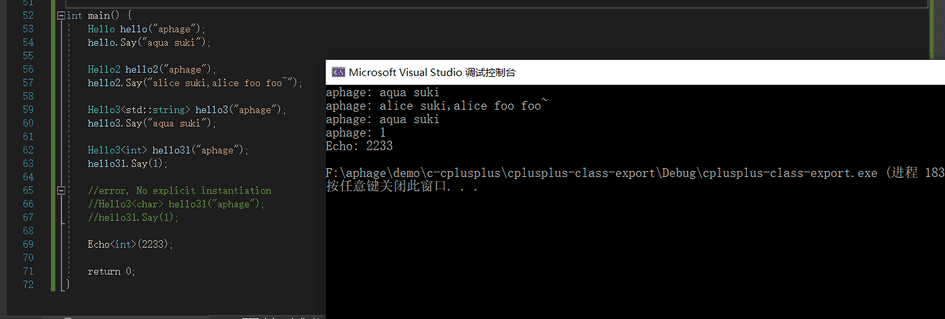 51
52 int main() {
53 Hello hello("aphage");
54 hello.Say("aqua suki");
55
56 Hello2 hello2("aphage");
57 hello2.Say("alice suki,alice foo foo~");
58
59 Hello3<std::string> hello3("aphage");
60 hello3.Say("aqua suki");
61
62 Hello3<int> hello31("aphage");
63 hello31.Say(1);
64
65 //error, No explicit instantiation
66 //Hello3<char> hello31("aphage");
67 //hello31.Say(1);
68
69 Echo<int>(2233);
70
71 return 0;
72 }
Microsoft Visual Studio 调试控制台
aphage: aqua suki
aphage: alice suki,alice foo foo~
aphage: aqua suki
aphage: 1
Echo: 2233
F:\aphage\demo\c-cplusplus\cplusplus-class-export\Debug\cplusplus-class-export.exe (进程 183
按任意键关闭此窗口. . .